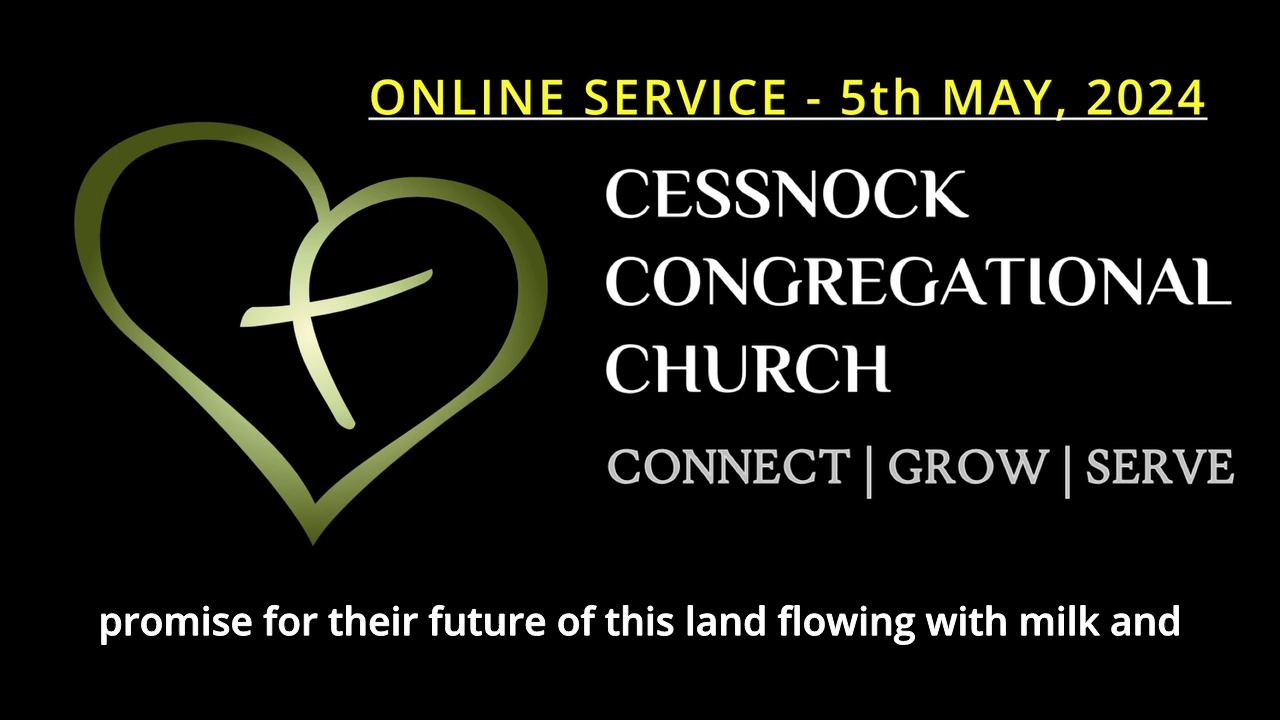 ONLINE SERVICE - 5th MAY, 2024
CESSNOCK
CONGREGATIONAL
CHURCH
CONNECT | GROW | SERVE
promise for their future of this land flowing with milk and